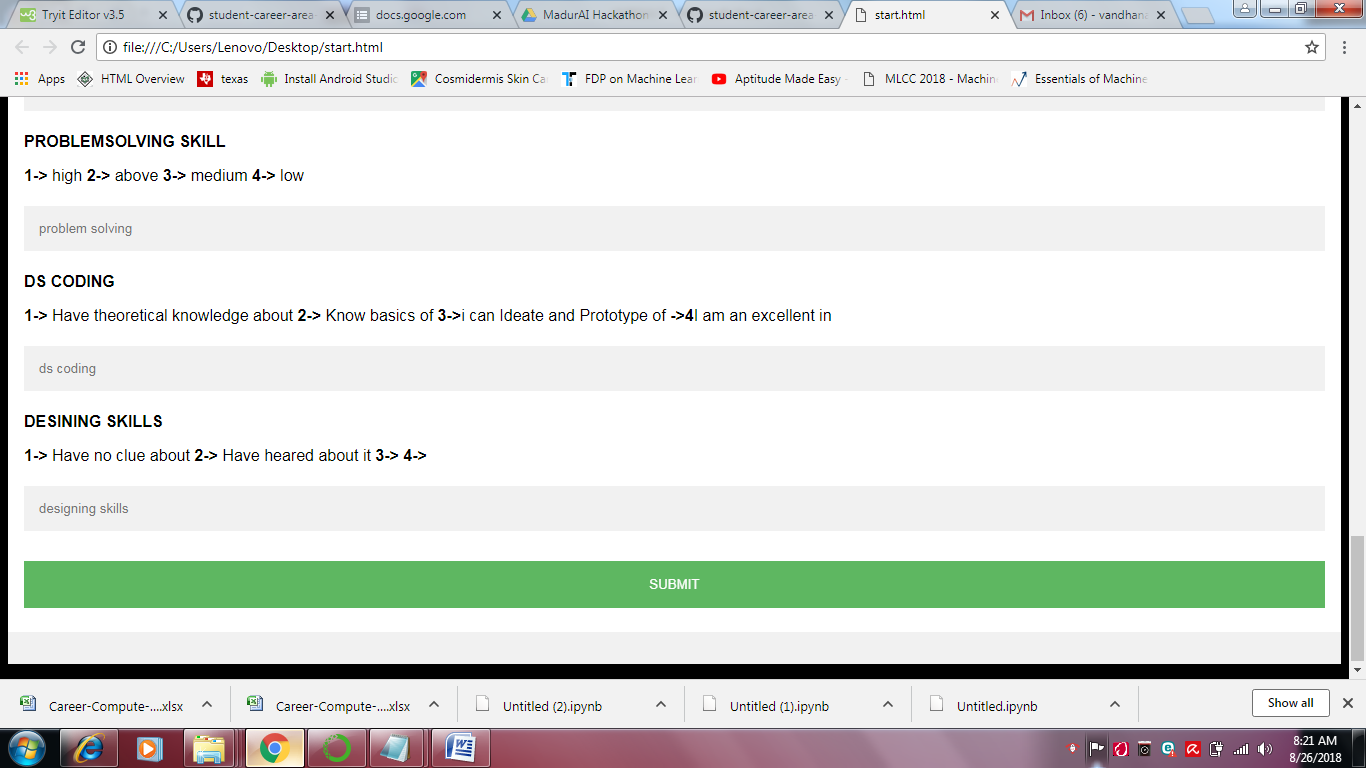 Tryit Editor v3.5
student-career-area
docs.google.com
MadurAI Hackathon
student-career-area
start.html
Inbox (6) - vandhana
file:///C:/Users/Lenovo/Desktop/start.html
Apps
HTML Overview
texas
Install Android Studio
Cosmidermis Skin Ca
FDP on Machine Lear
Aptitude Made Easy -
MLCC 2018 - Machin
Essentials of Machine
PROBLEMSOLVING SKILL
1-> high 2-> above 3-> medium 4-> low
problem solving
DS CODING
1-> Have theoretical knowledge about 2-> Know basics of 3->i can Ideate and Prototype of ->4I am an excellent in
ds coding
DESINING SKILLS
1-> Have no clue about 2-> Have heared about it 3-> 4->
designing skills
SUBMIT
Career-Compute-....xlsx
Career-Compute-....xlsx
Untitled (2).ipynb
Untitled (1).ipynb
Untitled.ipynb
Show all
8:21 AM
8/26/2018